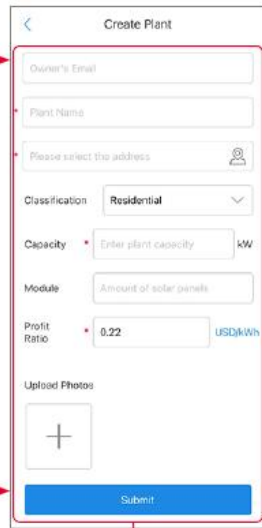 Create Plant
Owner's Email
* Plant Name
* Please select the address
Classification Residential
Capacity * Enter plant capacity kW
Module Amount of solar panels
Profit
Ratio * 0.22 USD/kWh
Upload Photos
Submit